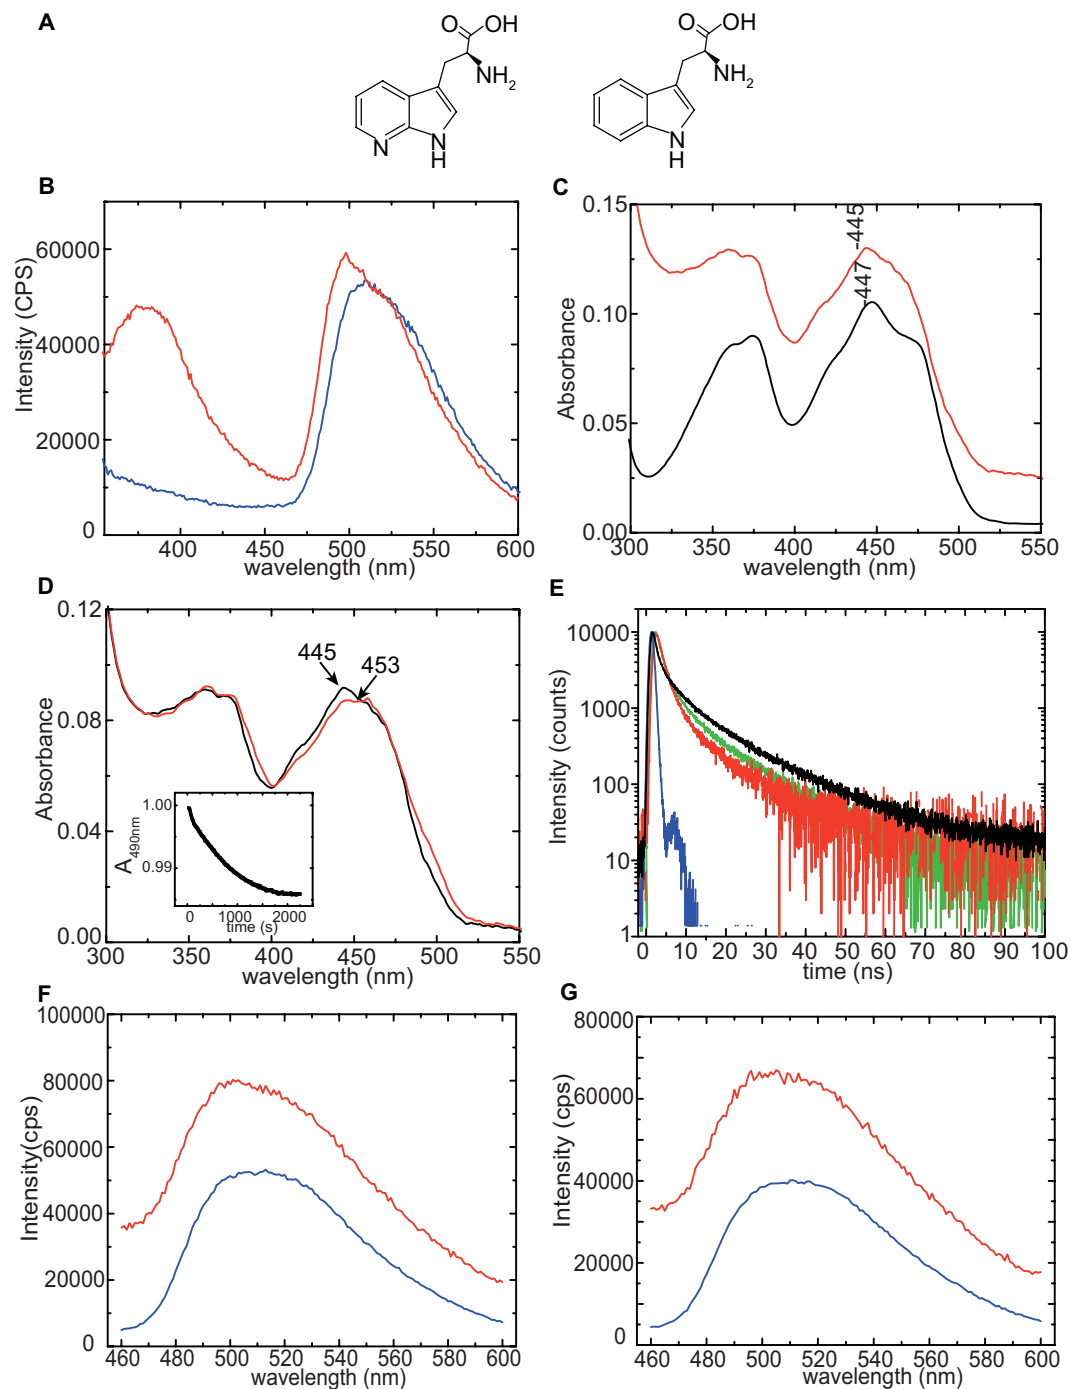 A
O OH
NH2
N
N
H
O OH
NH2
N
H
B
60000
40000
20000
0
Intensity (CPS)
400 450 500 550 600
wavelength (nm)
C
0.15
0.10
0.05
0.00
Absorbance
-445
-447
300 350 400 450 500 550
wavelength (nm)
D
0.12
0.08
0.04
0.00
Absorbance
445
453
1.00
0.99
A490nm
0 1000 2000
time (s)
300 350 400 450 500 550
wavelength (nm)
E
10000
1000
100
10
1
Intensity (counts)
0 10 20 30 40 50 60 70 80 90 100
time (ns)
F
100000
80000
60000
40000
20000
0
Intensity(cps)
460 480 500 520 540 560 580 600
wavelength (nm)
G
80000
60000
40000
20000
0
Intensity (cps)
460 480 500 520 540 560 580 600
wavelength (nm)